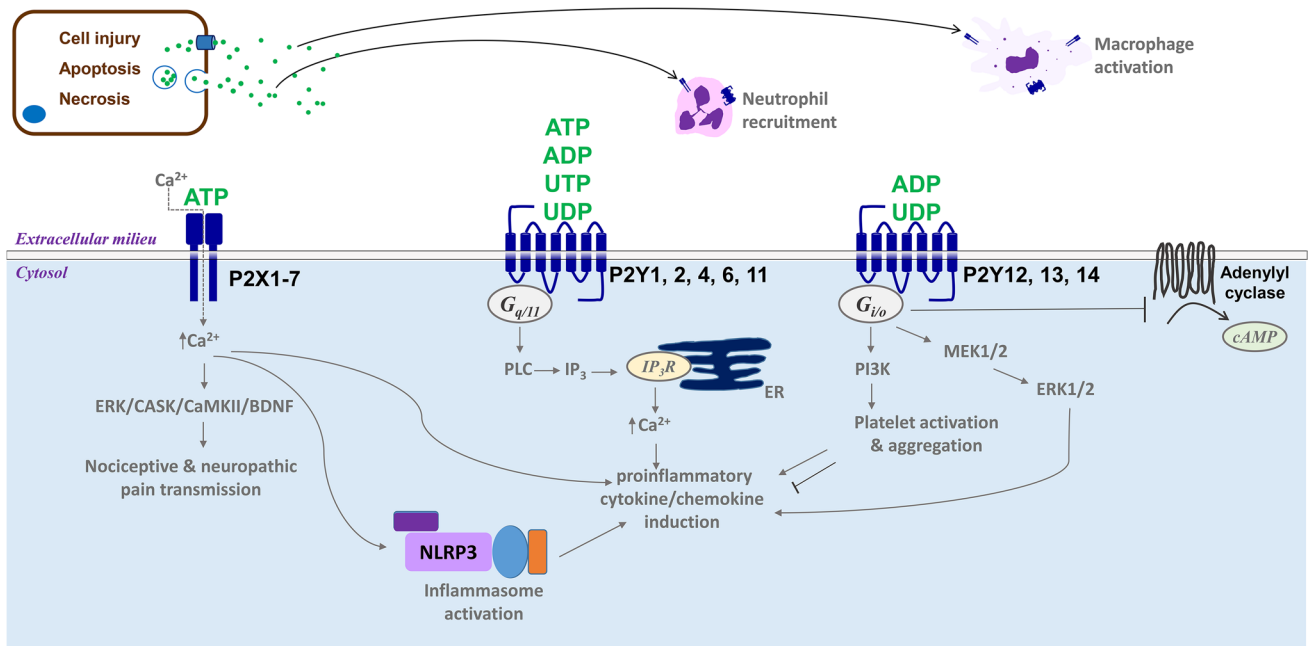 Cell injury
Apoptosis
Necrosis
Macrophage
activation
Neutrophil
recruitment
Ca²⁺
ATP
ATP
ADP
UTP
UDP
ADP
UDP
Extracellular milieu
Cytosol
P2X1-7
P2Y1, 2, 4, 6, 11
P2Y12, 13, 14
Adenylyl
cyclase
Gq/11
Gi/o
cAMP
↑Ca²⁺
PLC
IP₃
IP₃R
ER
PI3K
MEK1/2
ERK1/2
ERK/CASK/CaMKII/BDNF
↑Ca²⁺
Platelet activation
& aggregation
Nociceptive & neuropathic
pain transmission
proinflammatory
cytokine/chemokine
induction
NLRP3
Inflammasome
activation